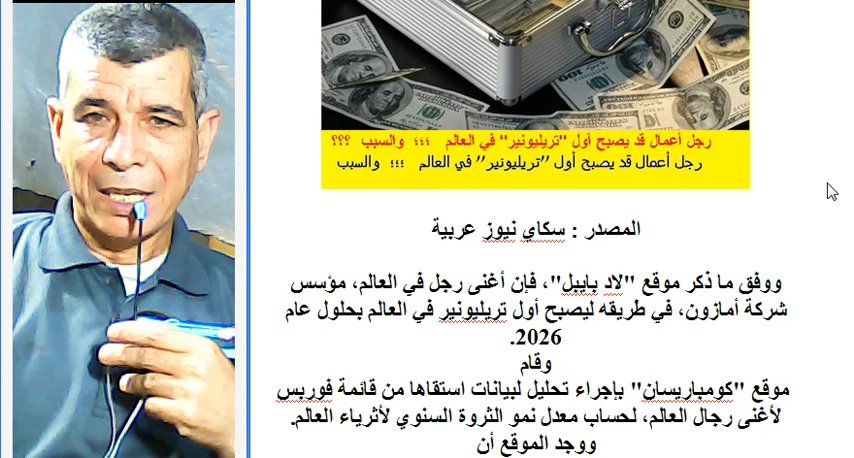 رجل أعمال قد يصبح أول "تريليونير" في العالم ؛؛؛ والسبب ؟؟؟
رجل أعمال قد يصبح أول "تريليونير" في العالم ؛؛؛ والسبب
المصدر : سكاي نيوز عربية
ووفق ما ذكر موقع "لاد بايبل"، فإن أغنى رجل في العالم، مؤسس
شركة أمازون، في طريقه ليصبح أول تريليونير في العالم بحلول عام
2026.
وقام
موقع "كومباريسان" بإجراء تحليل لبيانات استقاها من قائمة فوربس
لأغنى رجال العالم، لحساب معدل نمو الثروة السنوي لأثرياء العالم.
ووجد الموقع أن